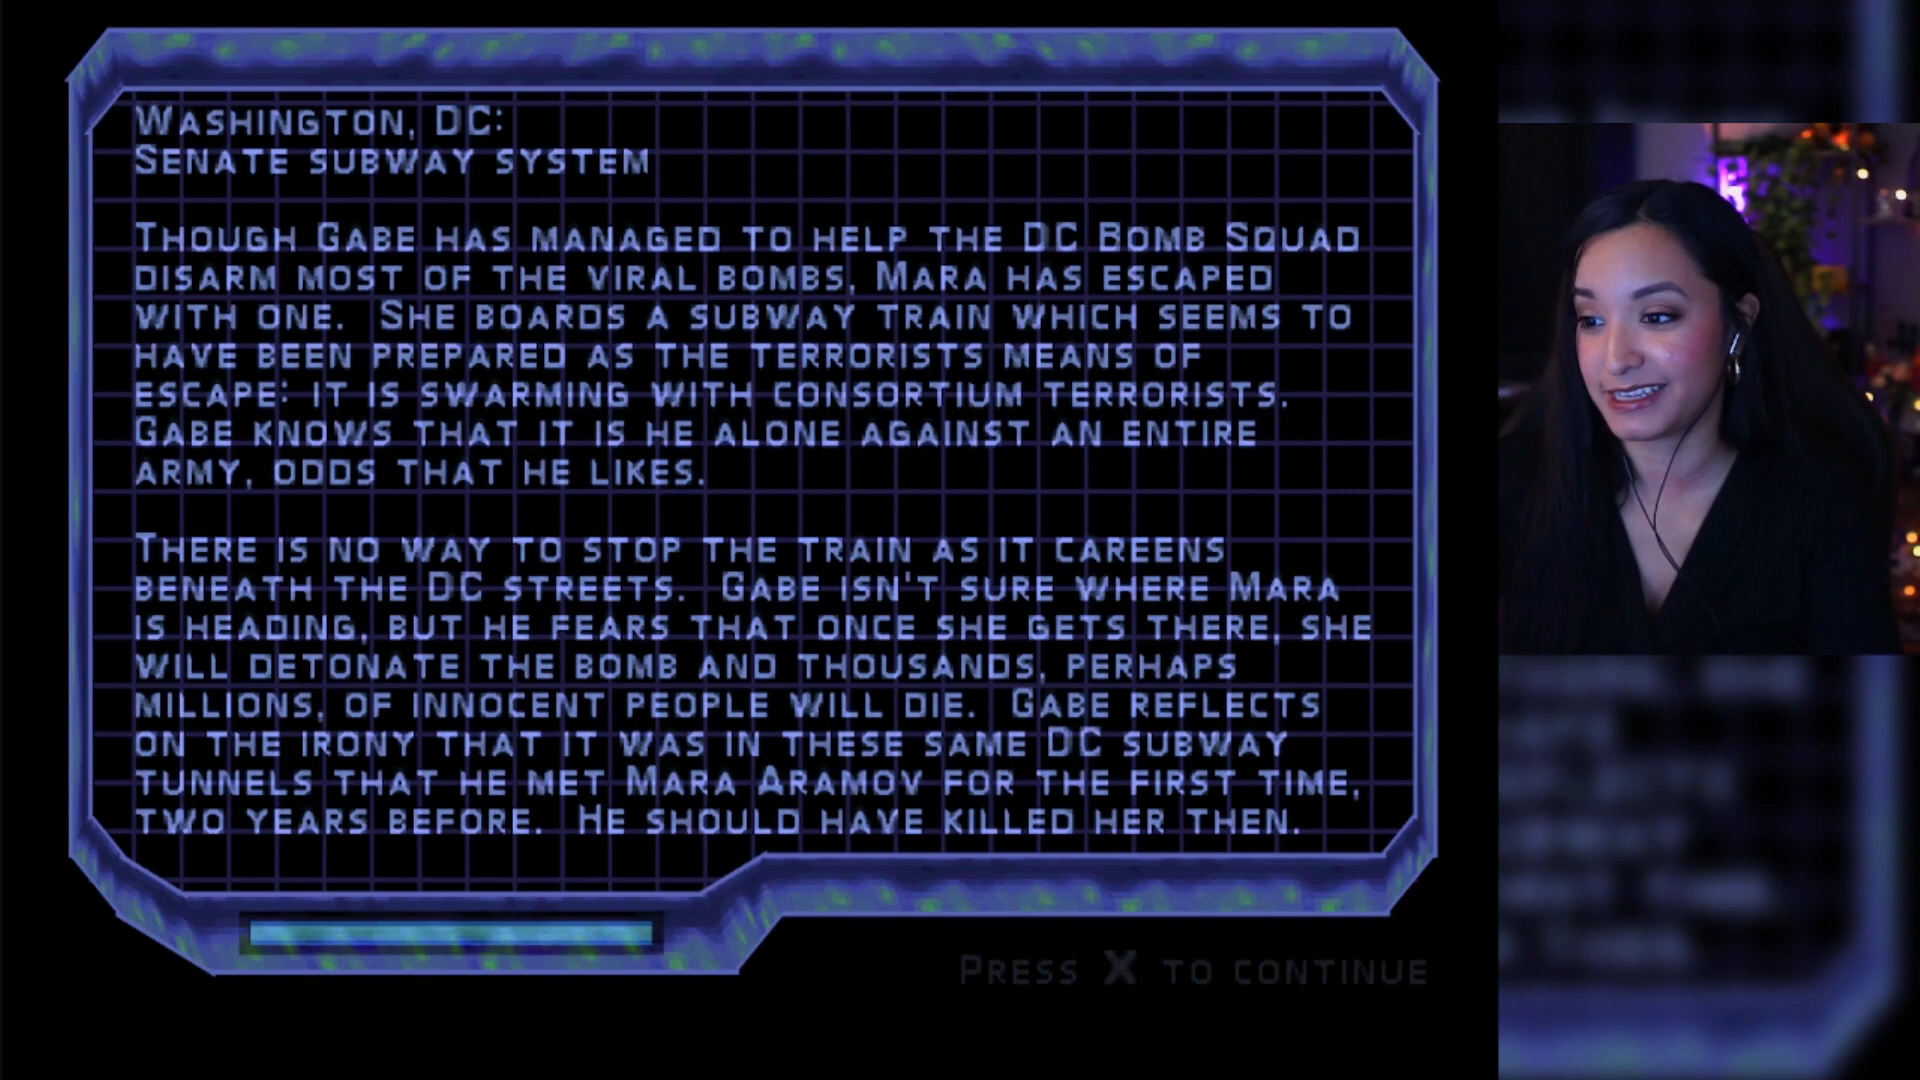 Washington, DC:
Senate subway system
Though Gabe has managed to help the DC Bomb Squad
disarm most of the viral bombs, Mara has escaped
with one. She boards a subway train which seems to
have been prepared as the terrorists means of
escape: it is swarming with consortium terrorists.
Gabe knows that it is he alone against an entire
army, odds that he likes.
There is no way to stop the train as it careens
beneath the DC streets. Gabe isn't sure where Mara
is heading, but he fears that once she gets there, she
will detonate the bomb and thousands, perhaps
millions, of innocent people will die. Gabe reflects
on the irony that it was in these same DC subway
tunnels that he met Mara Aramov for the first time,
two years before. He should have killed her then.
Press X to continue